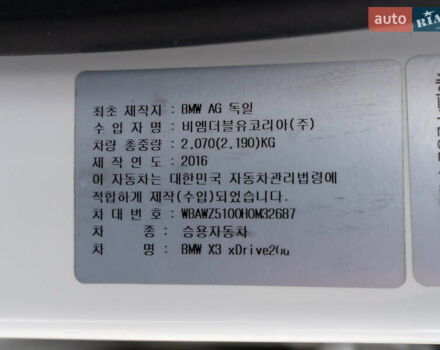 auto RIA
최초 제작자 : BMW AG 독일
수 입 자 명 : 비엠더블유코리아(주)
차량 총중량 : 2,070(2,190)KG
제 작 연 도 : 2016
이 자동차는 대한민국 자동차관리법령에
적합하게 제작(수입)되었습니다.
차 대 번 호 : WBAWZ5100H0M32687
차 종 : 승용자동차
차 명 : BMW X3 xDrive20d